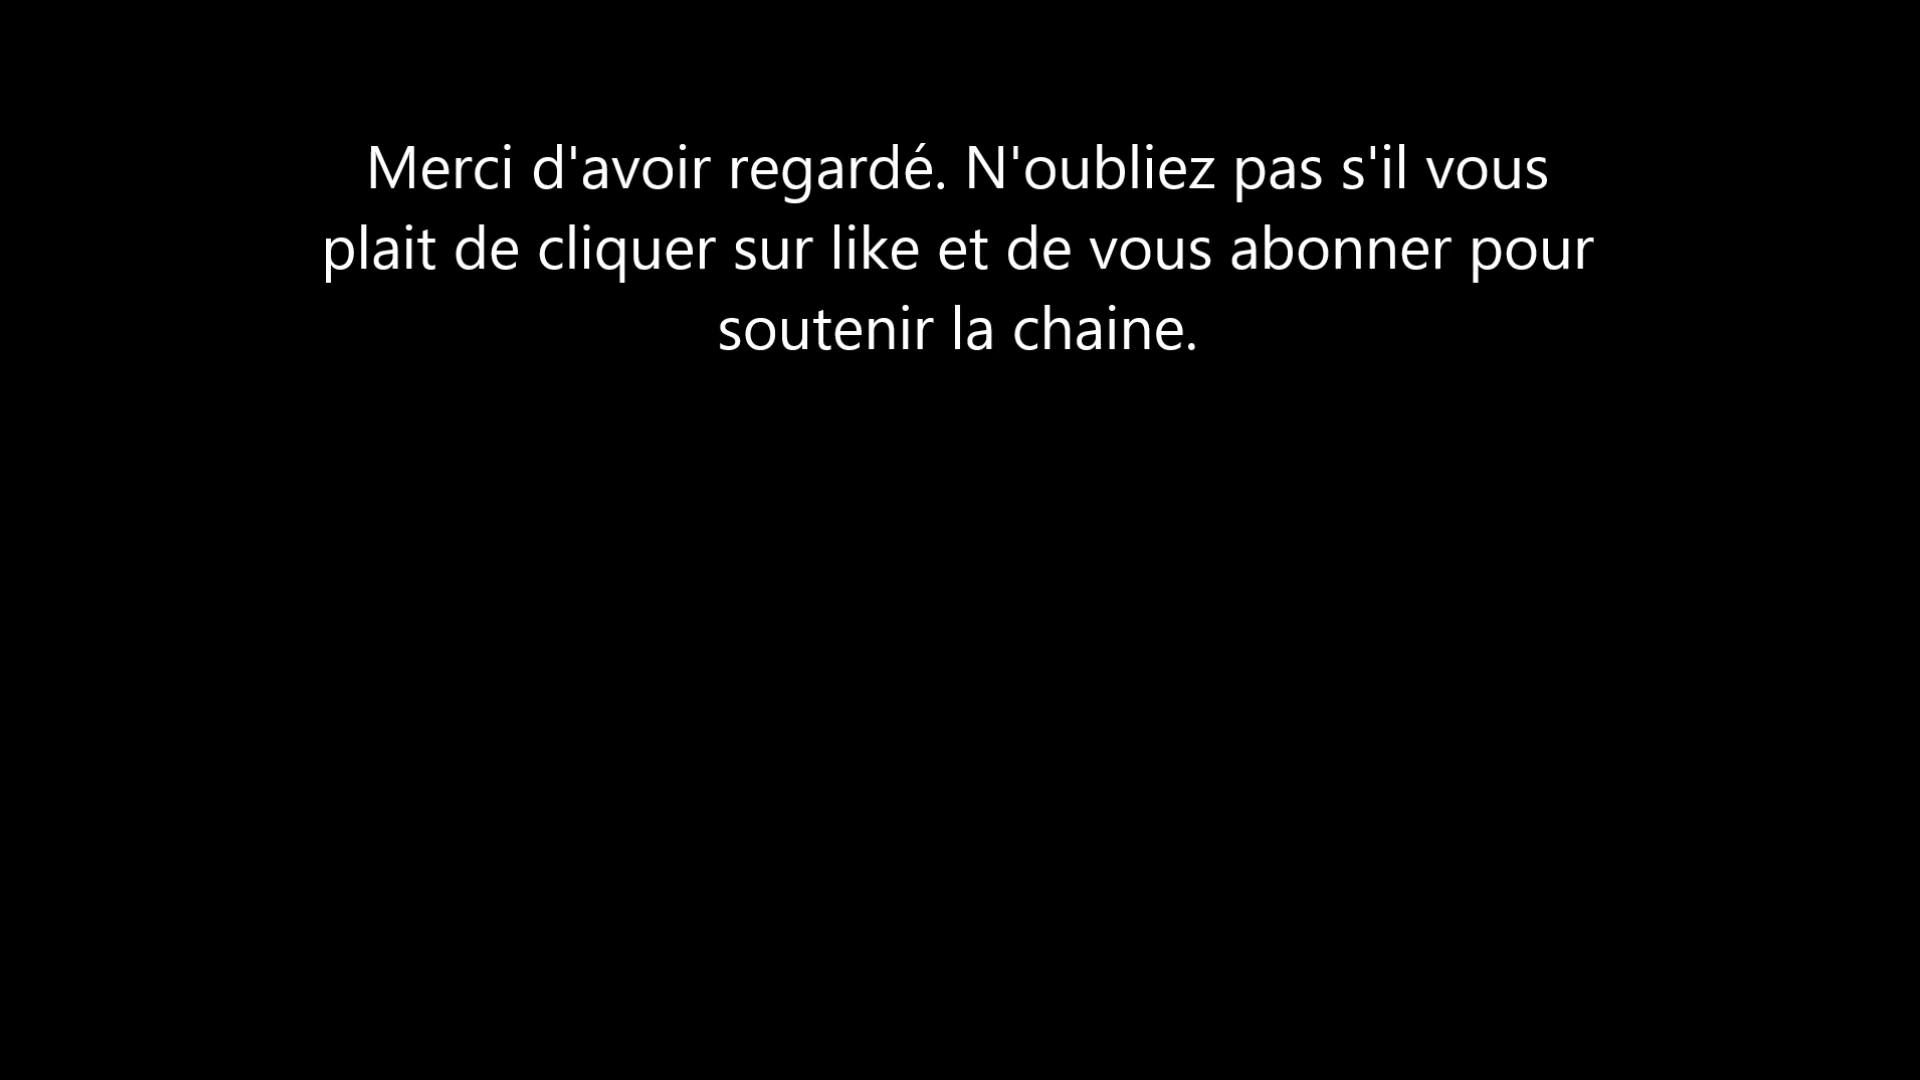 Merci d'avoir regardé. N'oubliez pas s'il vous
plait de cliquer sur like et de vous abonner pour
soutenir la chaine.